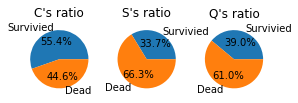 C's ratio
S's ratio
Q's ratio
Survivied
55.4%
44.6%
Dead
Survivied
33.7%
66.3%
Dead
Survivied
39.0%
61.0%
Dead